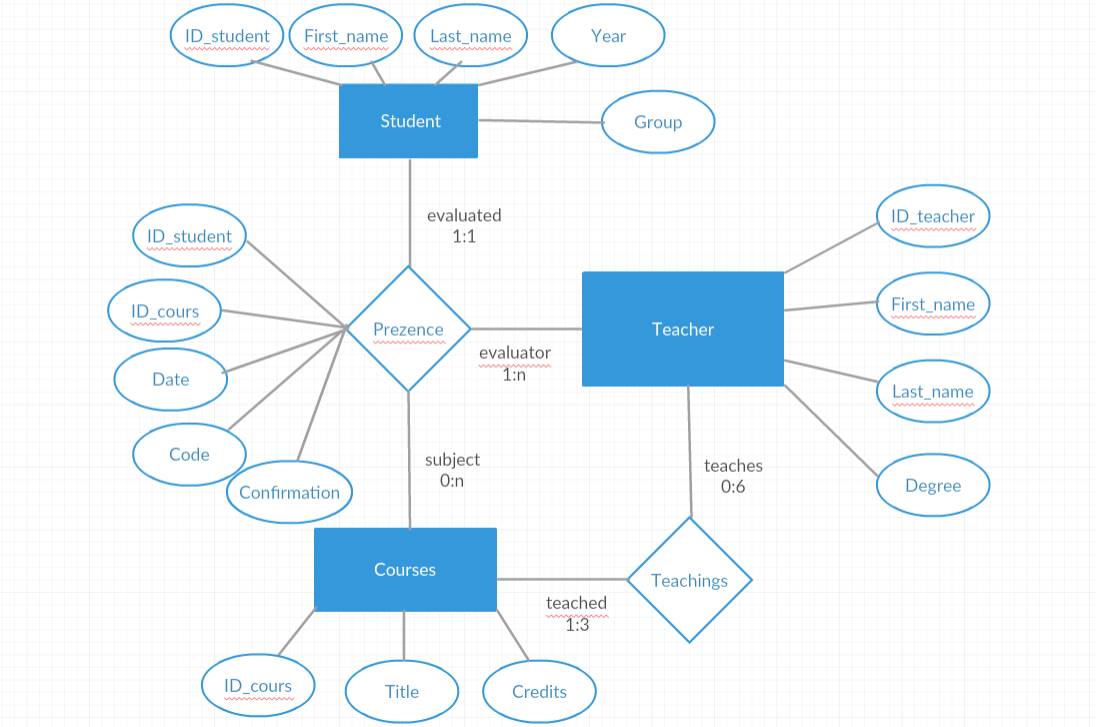 ID_student
First_name
Last_name
Year
Student
Group
evaluated
1:1
ID_student
ID_cours
Date
Code
Confirmation
Prezence
evaluator
1:n
Teacher
ID_teacher
First_name
Last_name
Degree
subject
0:n
teaches
0:6
Courses
teached
1:3
Teachings
ID_cours
Title
Credits